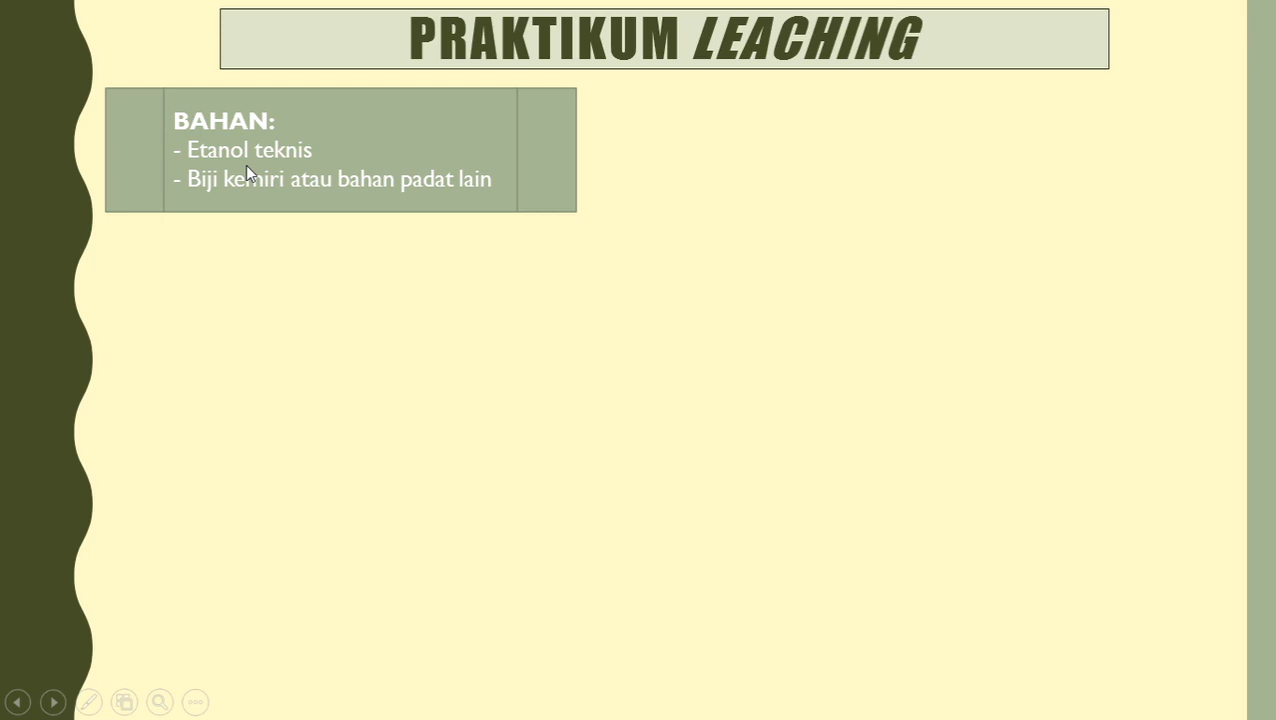 PRAKTIKUM LEACHING
BAHAN:
- Etanol teknis
- Biji kemiri atau bahan padat lain